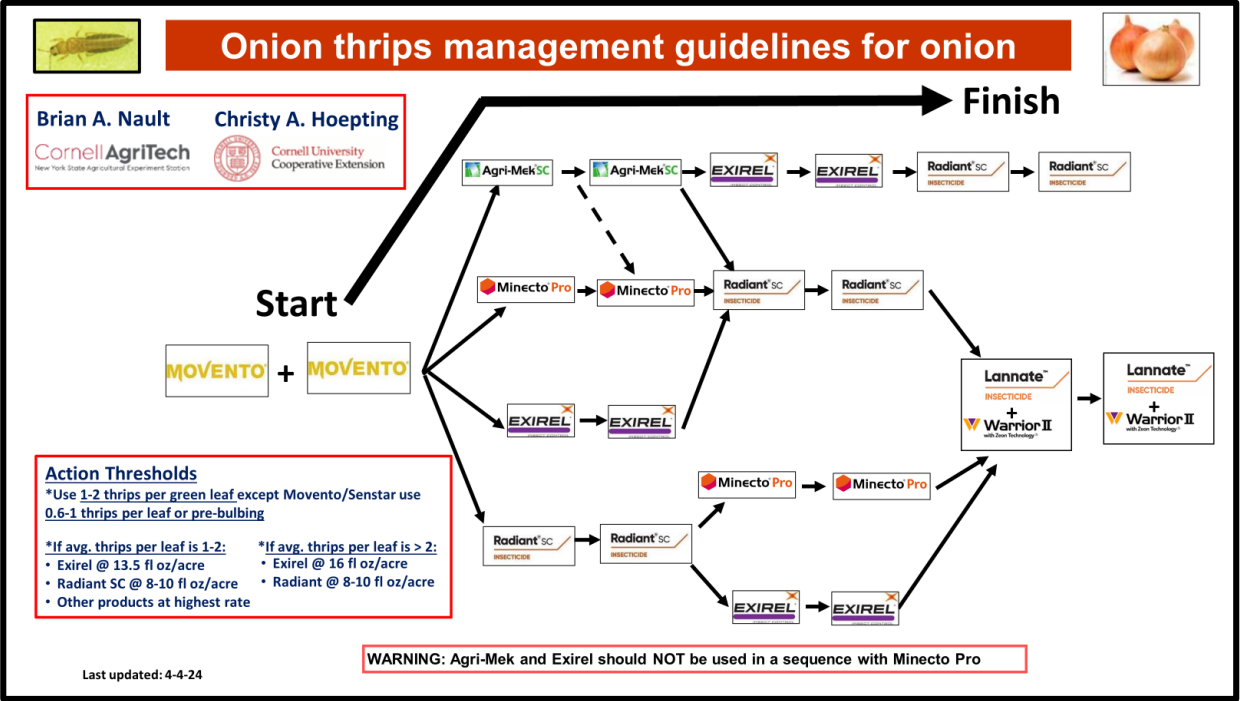 Onion thrips management guidelines for onion
Brian A. Nault
Christy A. Hoepting
CornellAgriTech
New York State Agricultural Experiment Station
Cornell University
Cooperative Extension
Finish
Agri-Mek SC
Agri-Mek SC
EXIREL
EXIREL
Radiant® SC
INSECTICIDE
Radiant® SC
INSECTICIDE
Start
Minecto Pro
Minecto Pro
Radiant® SC
INSECTICIDE
Radiant® SC
INSECTICIDE
MOVENTO®
+
MOVENTO®
Lannate™
INSECTICIDE
+
Warrior II
with Zeon Technology®
Lannate™
INSECTICIDE
+
Warrior II
with Zeon Technology®
EXIREL
EXIREL
Minecto Pro
Minecto Pro
Radiant® SC
INSECTICIDE
Radiant® SC
INSECTICIDE
EXIREL
EXIREL
Action Thresholds
*Use 1-2 thrips per green leaf except Movento/Senstar use
0.6-1 thrips per leaf or pre-bulbing
*If avg. thrips per leaf is 1-2:
• Exirel @ 13.5 fl oz/acre
• Radiant SC @ 8-10 fl oz/acre
• Other products at highest rate
*If avg. thrips per leaf is > 2:
• Exirel @ 16 fl oz/acre
• Radiant @ 8-10 fl oz/acre
WARNING: Agri-Mek and Exirel should NOT be used in a sequence with Minecto Pro
Last updated: 4-4-24